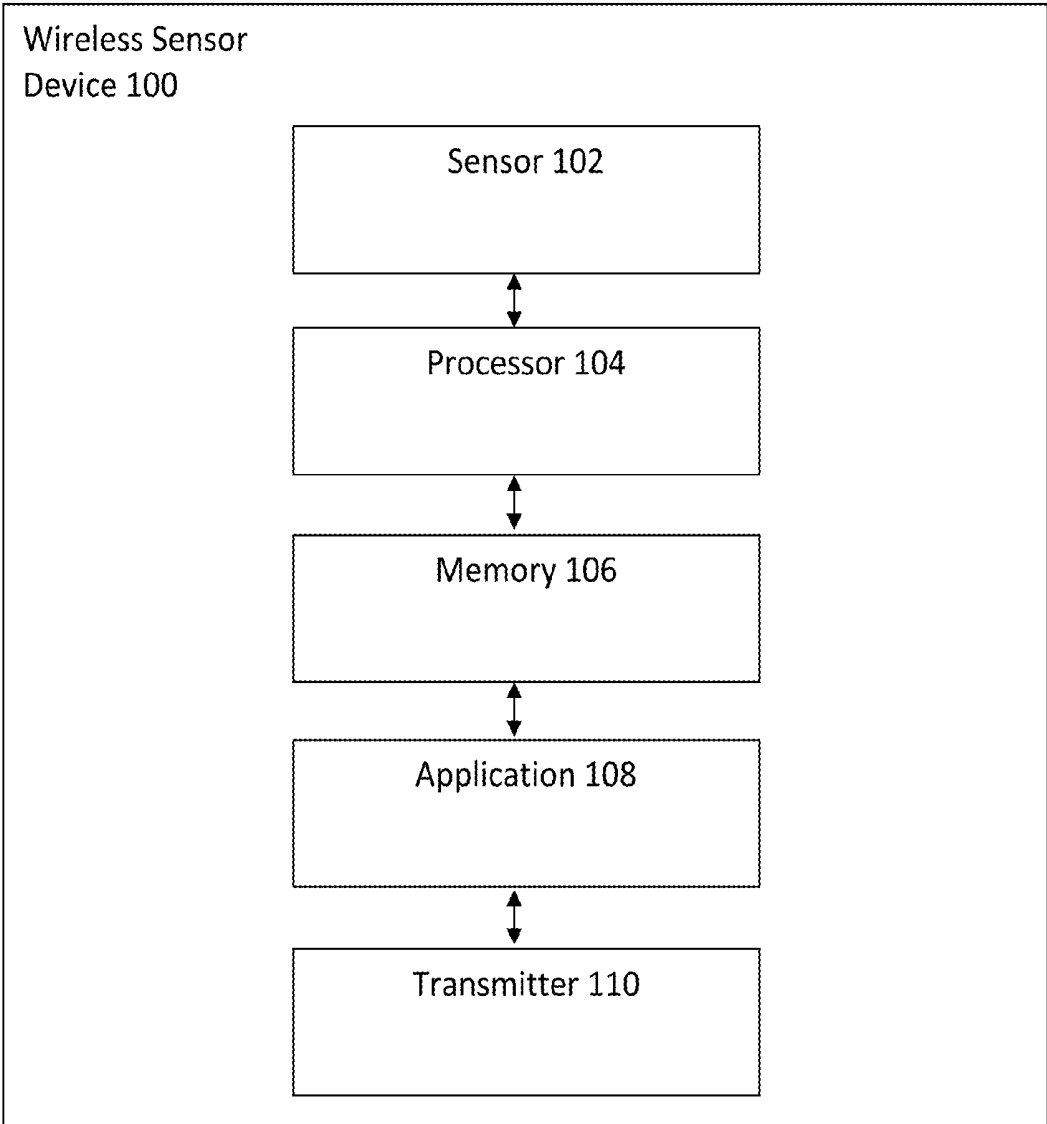 Wireless Sensor
Device 100
Sensor 102
Processor 104
Memory 106
Application 108
Transmitter 110